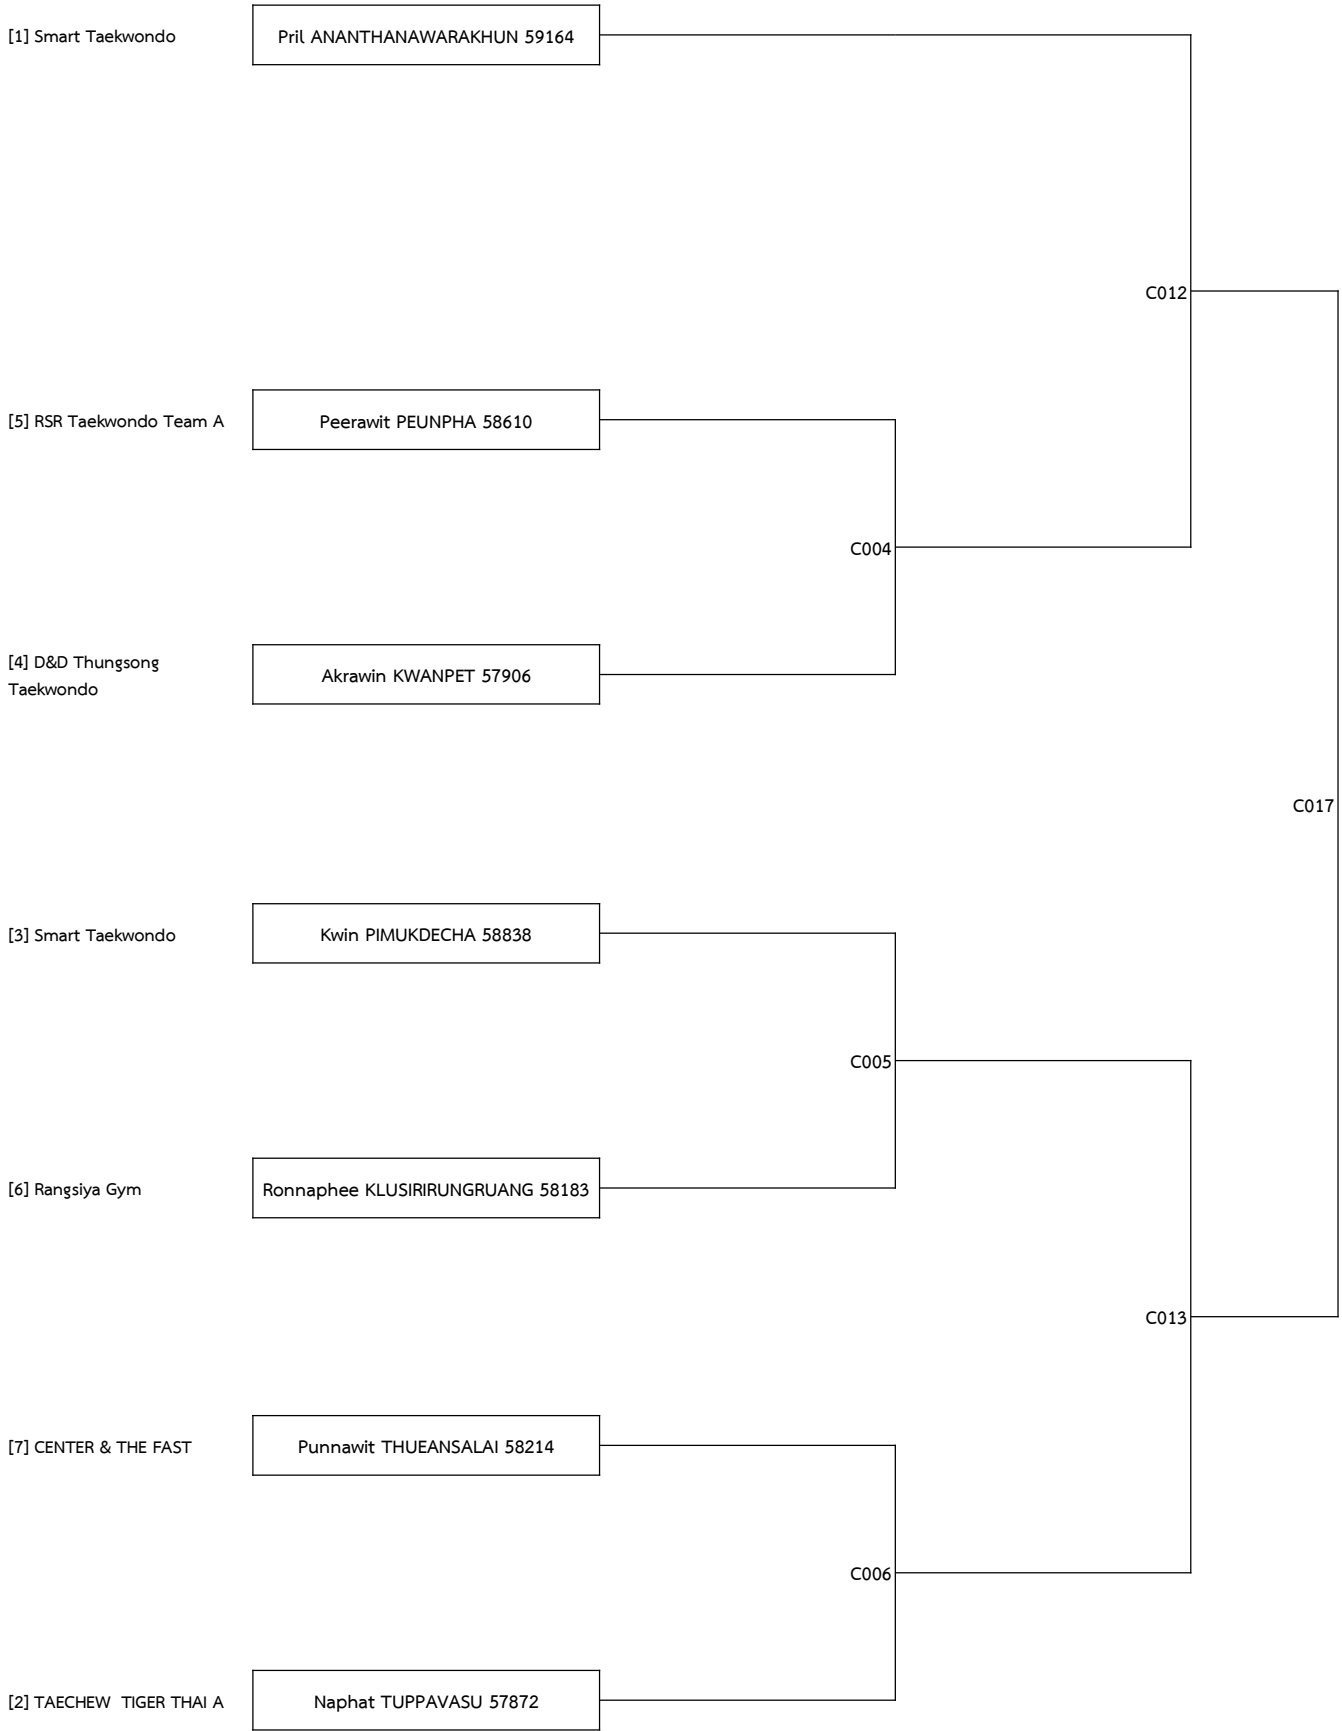 [1] Smart Taekwondo
Pril ANANTHANAWARAKHUN 59164
C012
[5] RSR Taekwondo Team A
Peerawit PEUNPHA 58610
C004
[4] D&D Thungsong
Taekwondo
Akrawin KWANPET 57906
C017
[3] Smart Taekwondo
Kwin PIMUKDECHA 58838
C005
[6] Rangsiya Gym
Ronnaphee KLUSIRIRUNGRUANG 58183
C013
[7] CENTER & THE FAST
Punnawit THUEANSALAI 58214
C006
[2] TAECHEW  TIGER THAI A
Naphat TUPPAVASU 57872